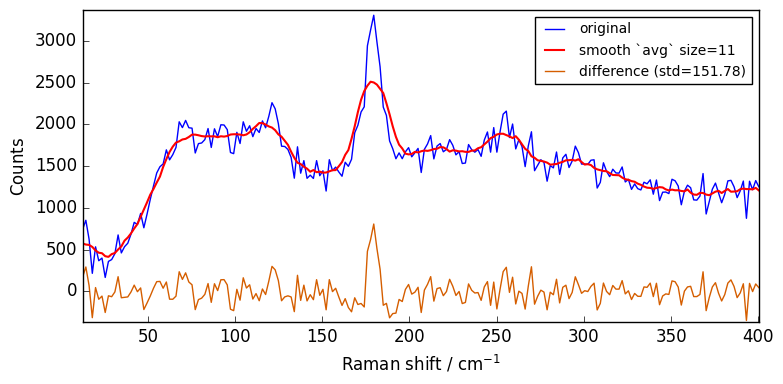 original
smooth `avg` size=11
difference (std=151.78)
3000
2500
2000
1500
1000
500
0
Counts
50 100 150 200 250 300 350 400
Raman shift / cm⁻¹